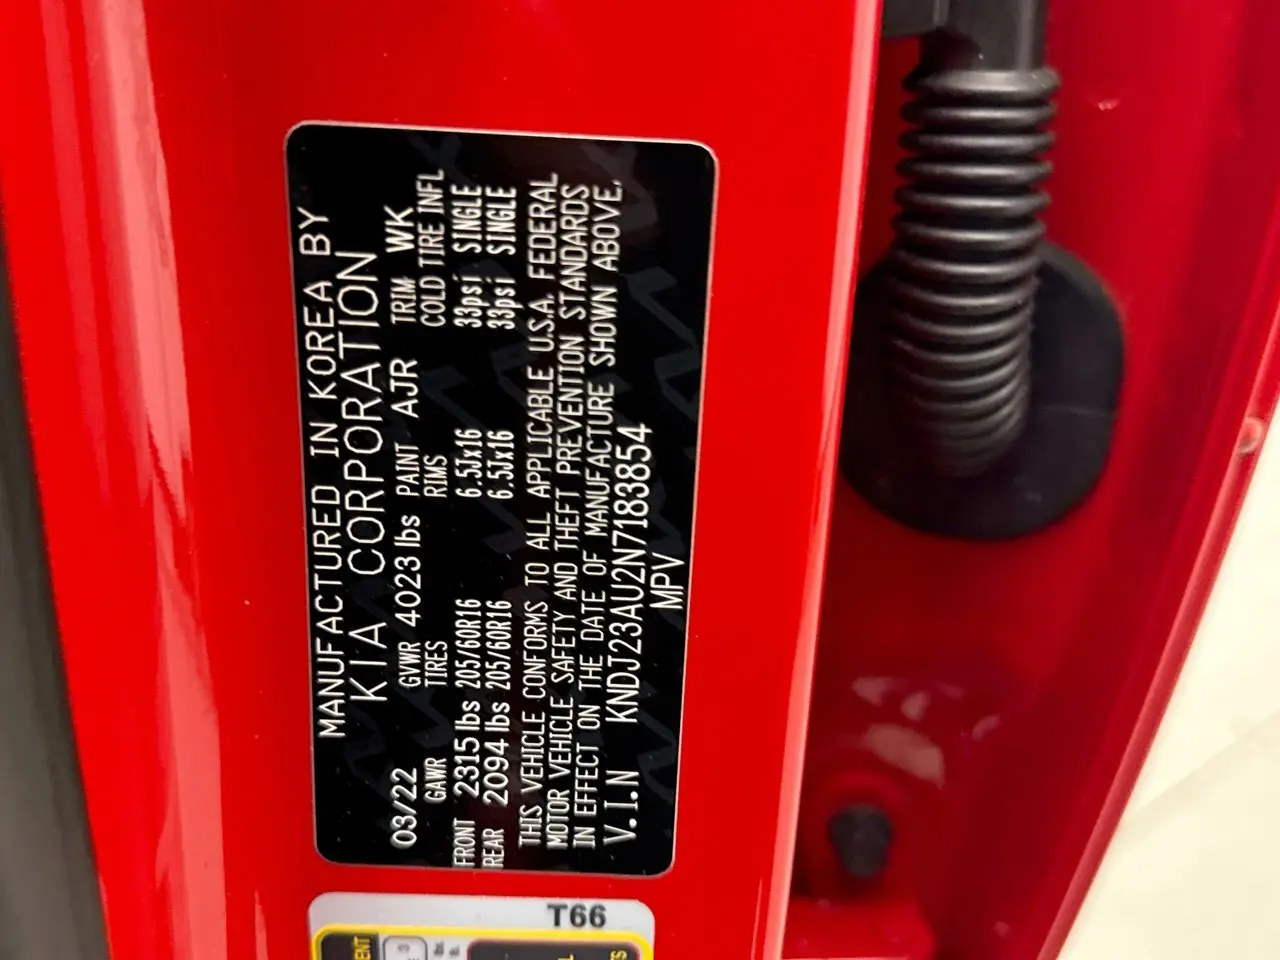 MANUFACTURED IN KOREA BY
KIA CORPORATION
03/22 GVWR 4023 lbs PAINT AJR TRIM WK
GAWR TIRES RIMS COLD TIRE INFL
FRONT 2315 lbs 205/60R16 6.5Jx16 33psi SINGLE
REAR 2094 lbs 205/60R16 6.5Jx16 33psi SINGLE
THIS VEHICLE CONFORMS TO ALL APPLICABLE U.S.A. FEDERAL
MOTOR VEHICLE SAFETY AND THEFT PREVENTION STANDARDS
IN EFFECT ON THE DATE OF MANUFACTURE SHOWN ABOVE.
V.I.N KNDJ23AU2N7183854
MPV
T66